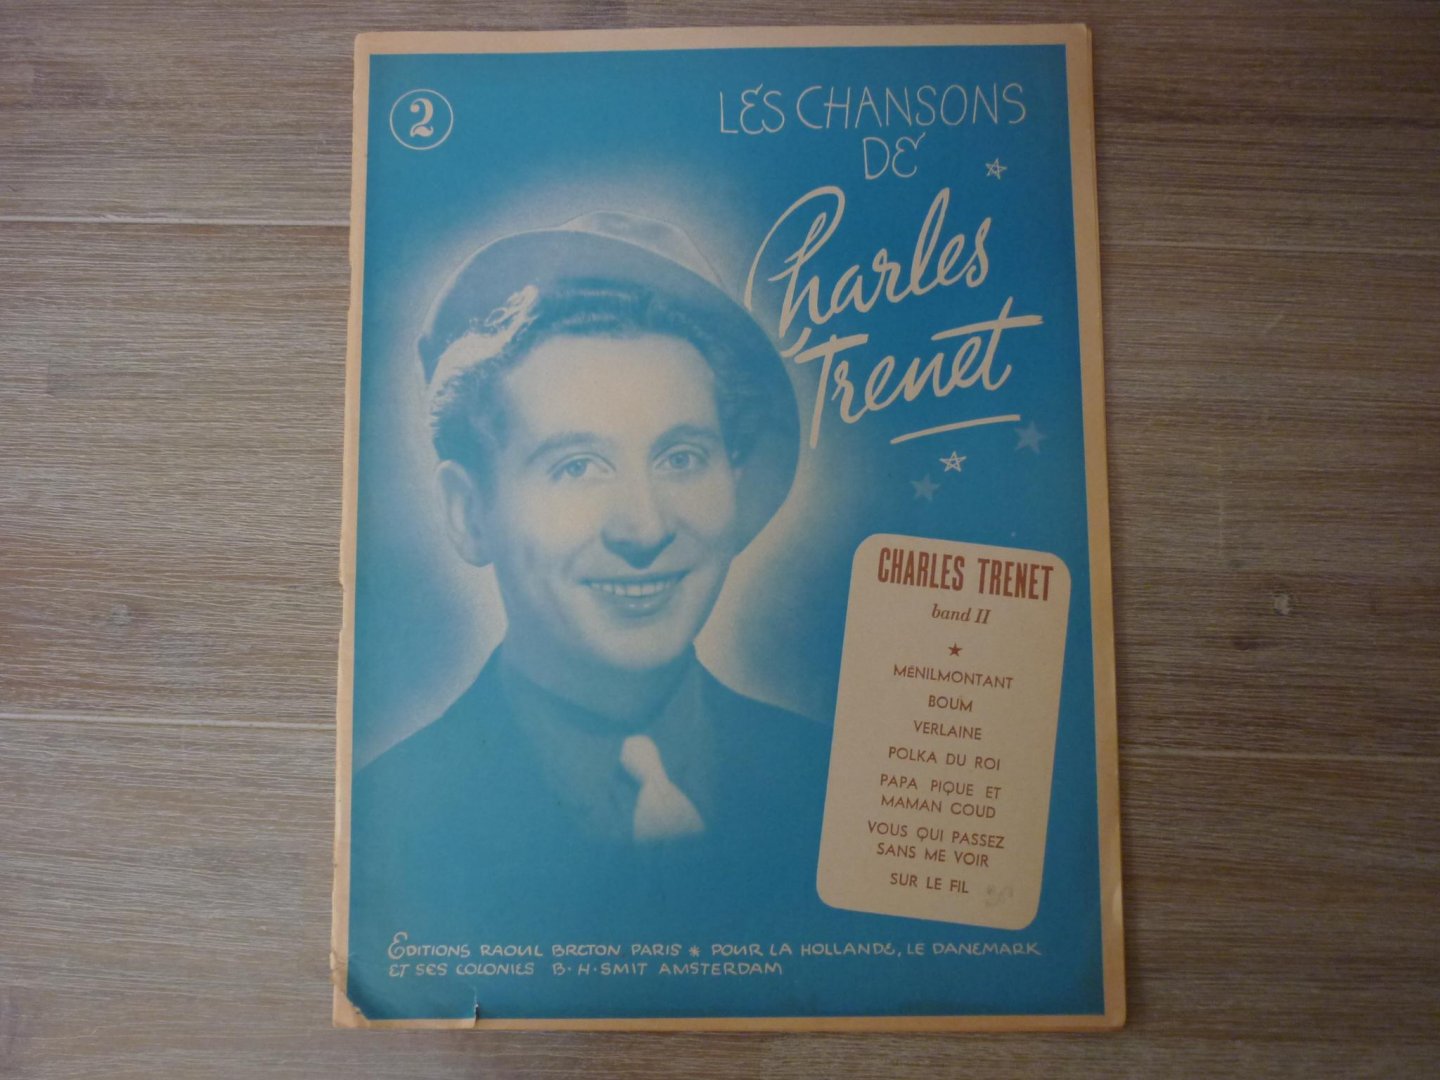 2
LES CHANSONS
DE
Charles
Trenet
CHARLES TRENET
band II
MÉNILMONTANT
BOUM
VERLAINE
POLKA DU ROI
PAPA PIQUE ET
MAMAN COUD
VOUS QUI PASSEZ
SANS ME VOIR
SUR LE FIL
EDITIONS RAOUL BRETON PARIS * POUR LA HOLLANDE, LE DANEMARK
ET SES COLONIES B·H·SMIT AMSTERDAM